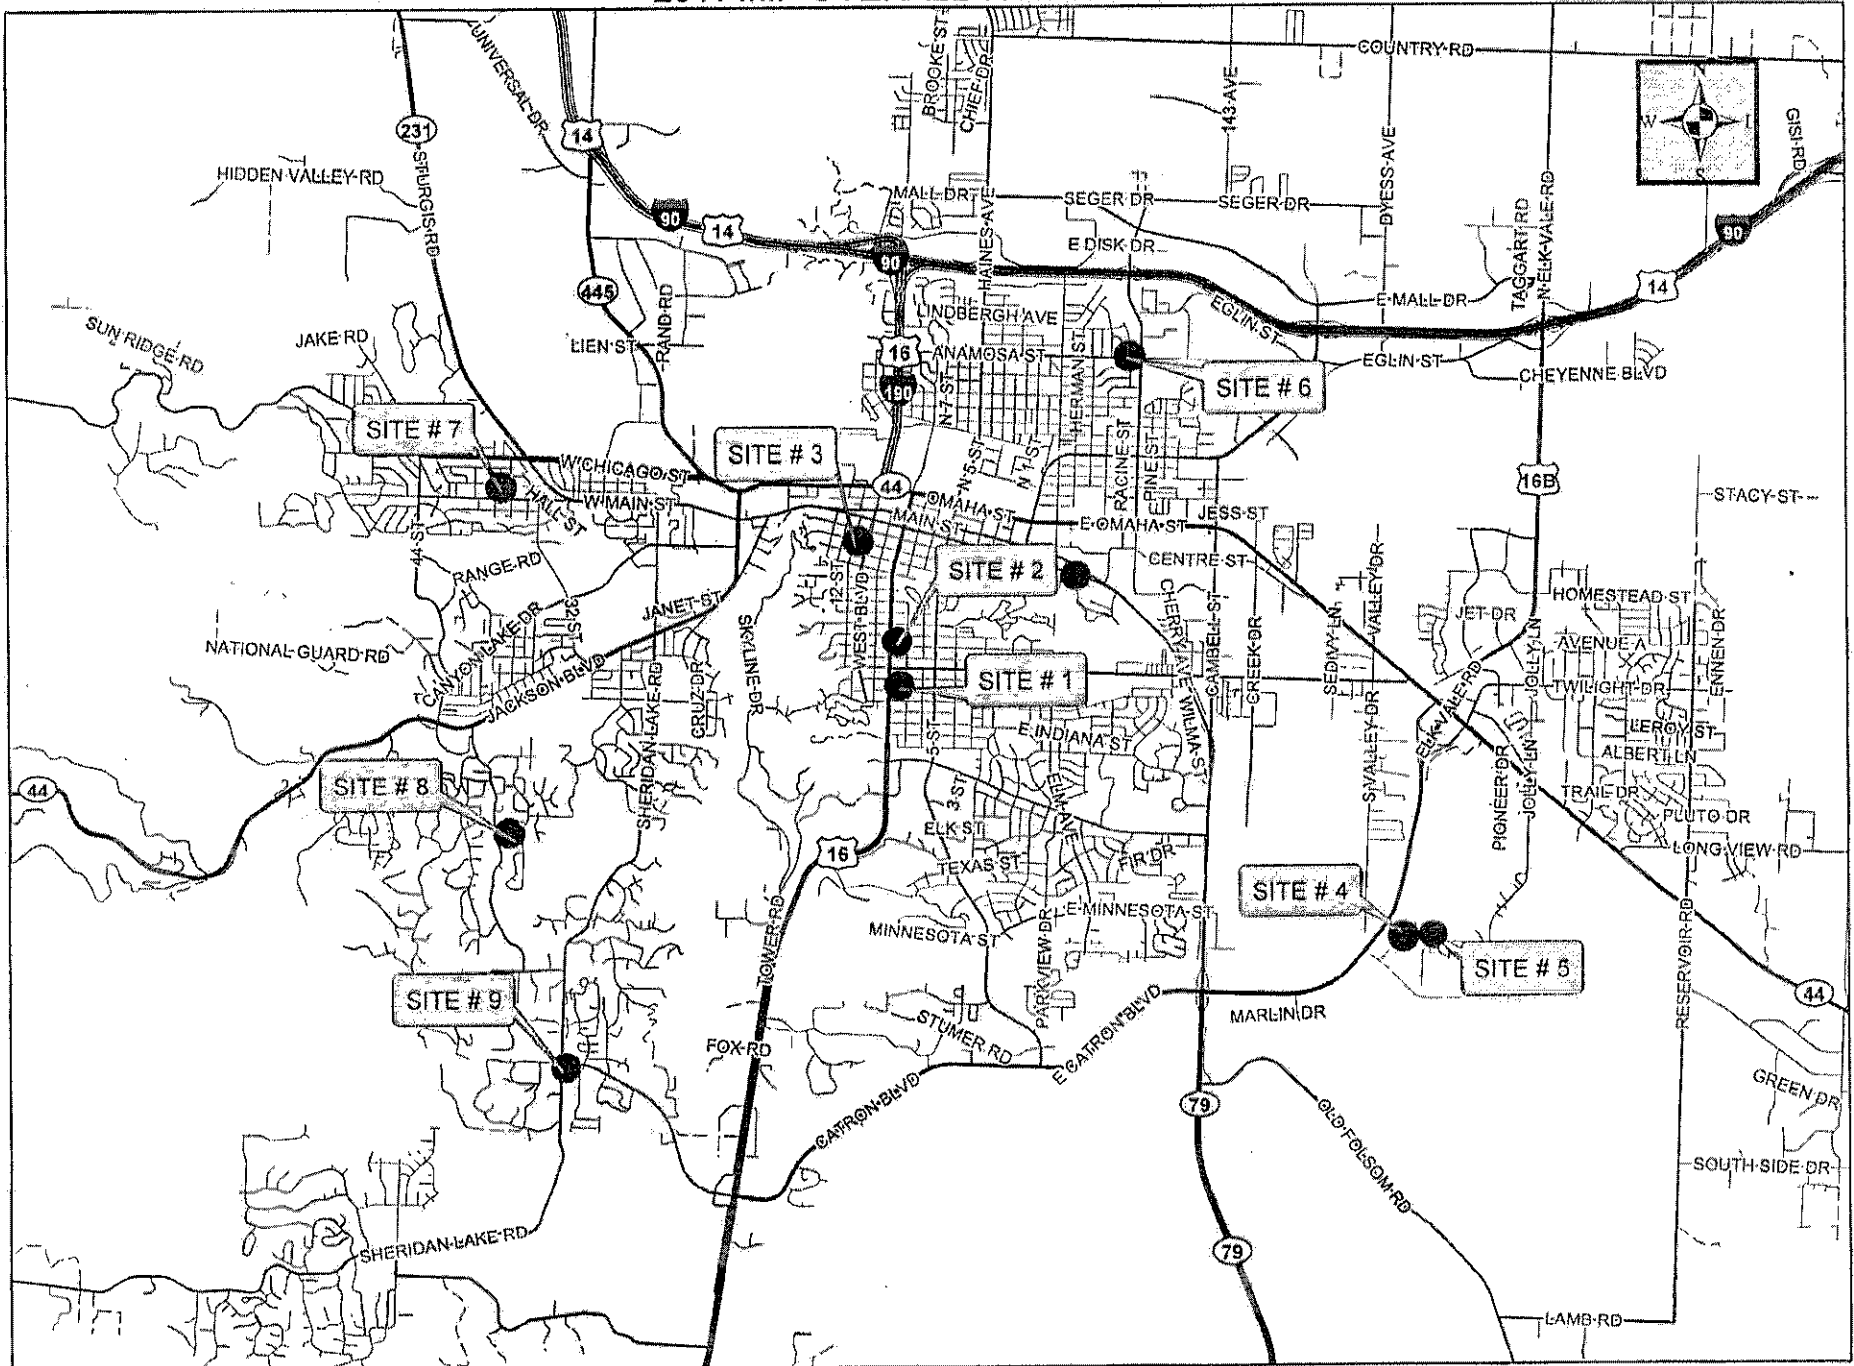 COUNTRY RD
UNIVERSAL DR
BROOKE ST
CHIEF DR
143 AVE
N
W
S
GISI RD
231
14
DYESS AVE
HIDDEN VALLEY RD
STURGIS RD
MALL DR
HAINES AVE
SEGER DR
SEGER DR
TAGGART RD
N ELK VALE RD
90
14
E DISK DR
90
90
445
RAND RD
14
E MALL DR
EGLIN ST
LINDBERGH AVE
SUN RIDGE RD
JAKE RD
LIEN ST
16
ANAMOSA ST
HERMAN ST
EGLIN ST
CHEYENNE BLVD
190
N 7 ST
SITE # 6
SITE # 7
SITE # 3
W CHICAGO ST
N 5 ST
N 1 ST
RACINE ST
E PINE ST
16B
44
HALL ST
W MAIN ST
OMAHA ST
MAIN ST
E OMAHA ST
JESS ST
STACY ST
44 ST
RANGE RD
SITE # 2
CENTRE ST
12 ST
WEST BLVD
CHERRY AVE
CAMPBELL ST
CREEK DR
SEDIVY LN
VALLEY DR
HOMESTEAD ST
JET DR
JOLLY LN
AVENUE A
ENNEN DR
32 ST
JANET ST
CANYON LAKE DR
NATIONAL GUARD RD
SKYLINE DR
JACKSON BLVD
SHERIDAN LAKE RD
CRUZ DR
SITE # 1
TWILIGHT DR
ELK VALE RD
S VALLEY DR
LEROY ST
ALBERT LN
5 ST
E INDIANA ST
WILMA ST
SITE # 8
44
3 ST
ELM AVE
PIONEER DR
JOLLY LN
TRAIL DR
PLUTO DR
LONGVIEW RD
ELK ST
TEXAS ST
FIR DR
16
SITE # 4
TOWER RD
MINNESOTA ST
E MINNESOTA ST
PARKVIEW DR
SITE # 5
RESERVOIR RD
44
SITE # 9
STUMER RD
MARLIN DR
FOX RD
E CATRON BLVD
GREEN DR
79
CATRON BLVD
OLD FOLSOM RD
SOUTH SIDE DR
SHERIDAN LAKE RD
79
LAMB RD